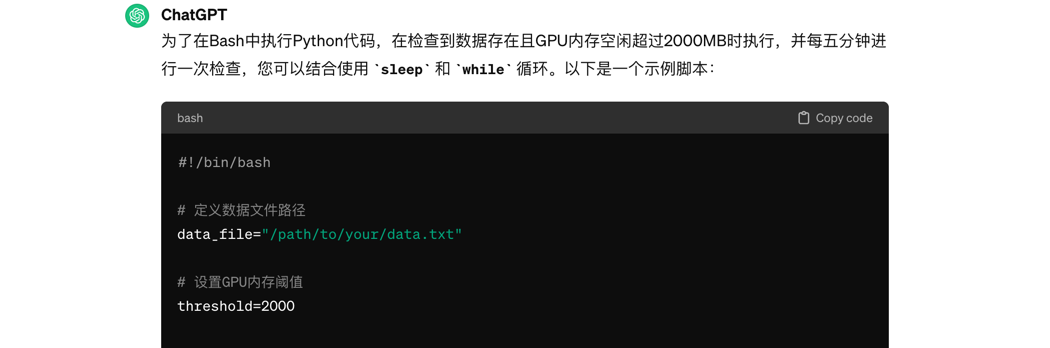 ChatGPT
为了在Bash中执行Python代码，在检查到数据存在且GPU内存空闲超过2000MB时执行，并每五分钟进
行一次检查，您可以结合使用 `sleep` 和 `while` 循环。以下是一个示例脚本：
bash
Copy code
#!/bin/bash
# 定义数据文件路径
data_file="/path/to/your/data.txt"
# 设置GPU内存阈值
threshold=2000